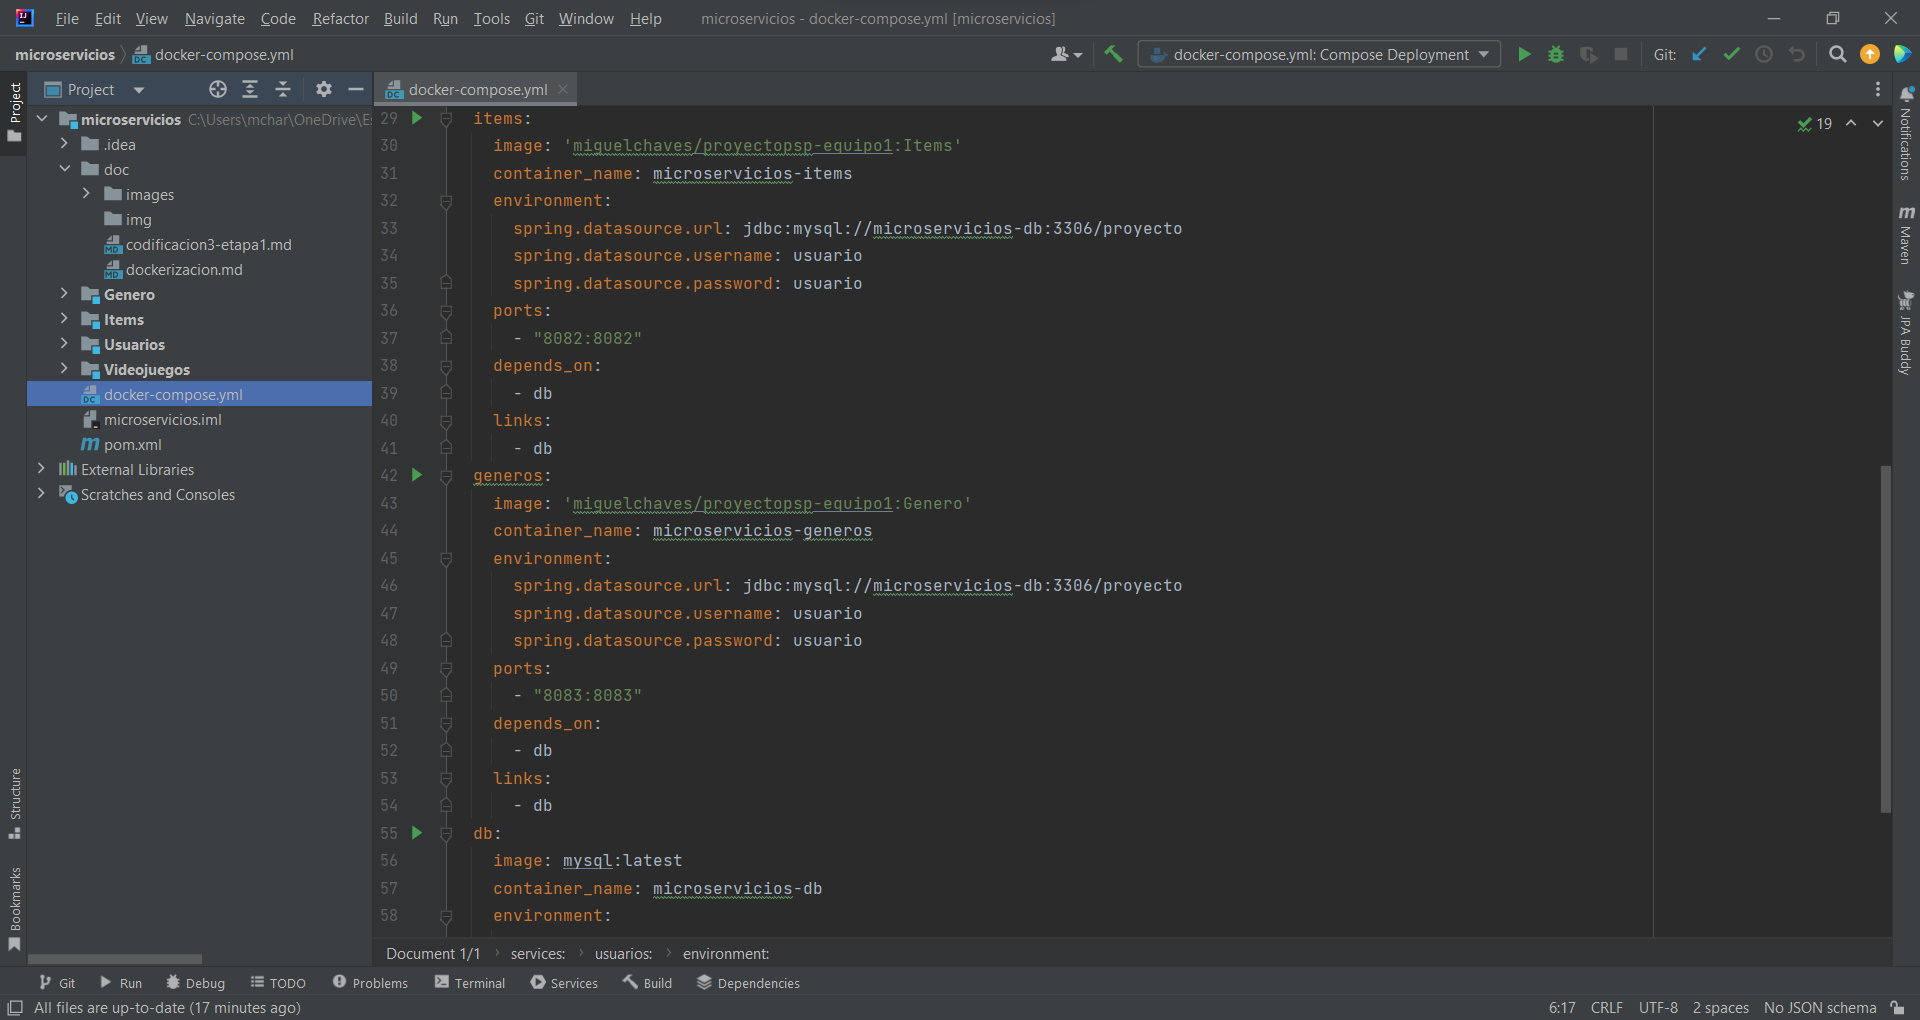 File Edit View Navigate Code Refactor Build Run Tools Git Window Help microservicios - docker-compose.yml [microservicios]
microservicios docker-compose.yml docker-compose.yml: Compose Deployment Git:
Project
Project
docker-compose.yml
microservicios C:\Users\mchar\OneDrive\Es
.idea
doc
images
img
codificacion3-etapa1.md
dockerizacion.md
Genero
Items
Usuarios
Videojuegos
docker-compose.yml
microservicios.iml
pom.xml
External Libraries
Scratches and Consoles
Structure
Bookmarks
19
29 items:
30 image: 'miguelchaves/proyectopsp-equipo1:Items'
31 container_name: microservicios-items
32 environment:
33 spring.datasource.url: jdbc:mysql://microservicios-db:3306/proyecto
34 spring.datasource.username: usuario
35 spring.datasource.password: usuario
36 ports:
37 - "8082:8082"
38 depends_on:
39 - db
40 links:
41 - db
42 generos:
43 image: 'miguelchaves/proyectopsp-equipo1:Genero'
44 container_name: microservicios-generos
45 environment:
46 spring.datasource.url: jdbc:mysql://microservicios-db:3306/proyecto
47 spring.datasource.username: usuario
48 spring.datasource.password: usuario
49 ports:
50 - "8083:8083"
51 depends_on:
52 - db
53 links:
54 - db
55 db:
56 image: mysql:latest
57 container_name: microservicios-db
58 environment:
Notifications
Maven
JPA Buddy
Document 1/1 services: usuarios: environment:
Git Run Debug TODO Problems Terminal Services Build Dependencies
All files are up-to-date (17 minutes ago) 6:17 CRLF UTF-8 2 spaces No JSON schema